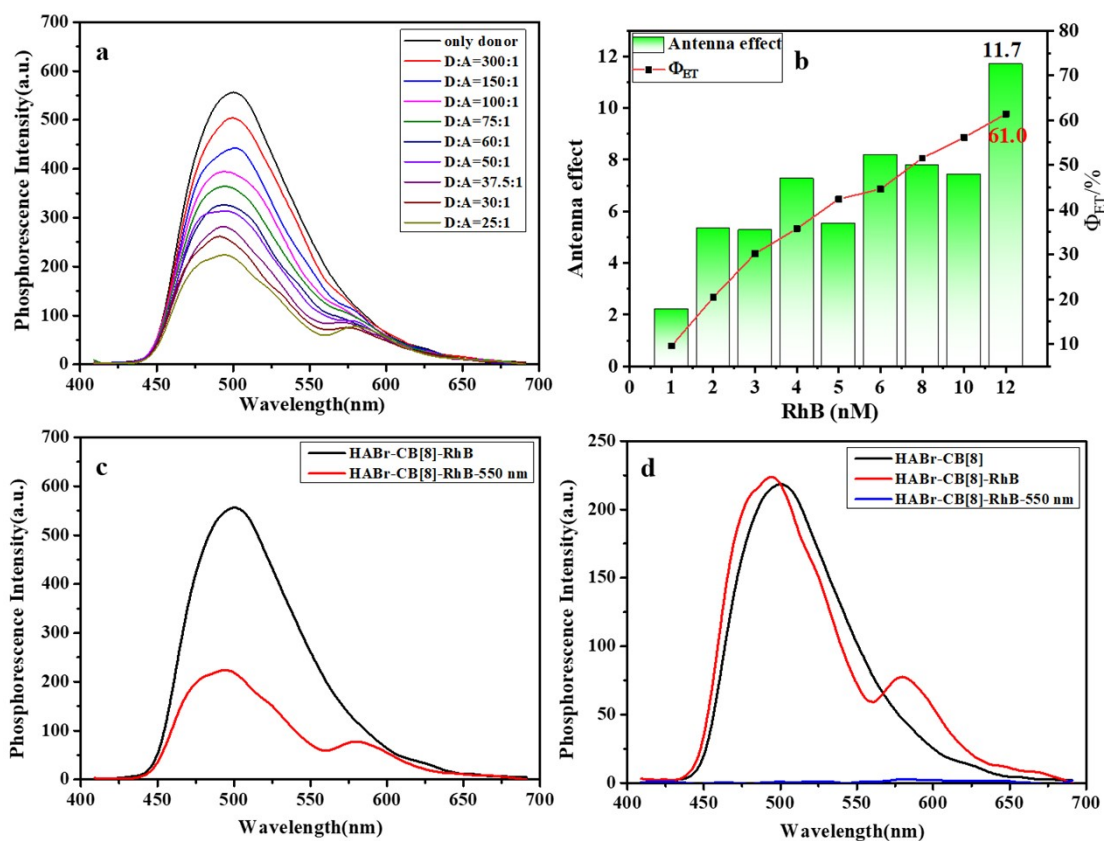 a
only donor
D:A=300:1
D:A=150:1
D:A=100:1
D:A=75:1
D:A=60:1
D:A=50:1
D:A=37.5:1
D:A=30:1
D:A=25:1
Phosphorescence Intensity(a.u.)
700
600
500
400
300
200
100
0
400 450 500 550 600 650 700
Wavelength(nm)
b
Antenna effect
Φ_ET
11.7
61.0
Antenna effect
12
10
8
6
4
2
0
80
70
60
50
40
30
20
10
Φ_ET/%
0 1 2 3 4 5 6 8 10 12
RhB (nM)
c
HABr-CB[8]-RhB
HABr-CB[8]-RhB-550 nm
Phosphorescence Intensity(a.u.)
700
600
500
400
300
200
100
0
400 450 500 550 600 650 700
Wavelength(nm)
d
HABr-CB[8]
HABr-CB[8]-RhB
HABr-CB[8]-RhB-550 nm
Phosphorescence Intensity(a.u.)
250
200
150
100
50
0
400 450 500 550 600 650 700
Wavelength(nm)